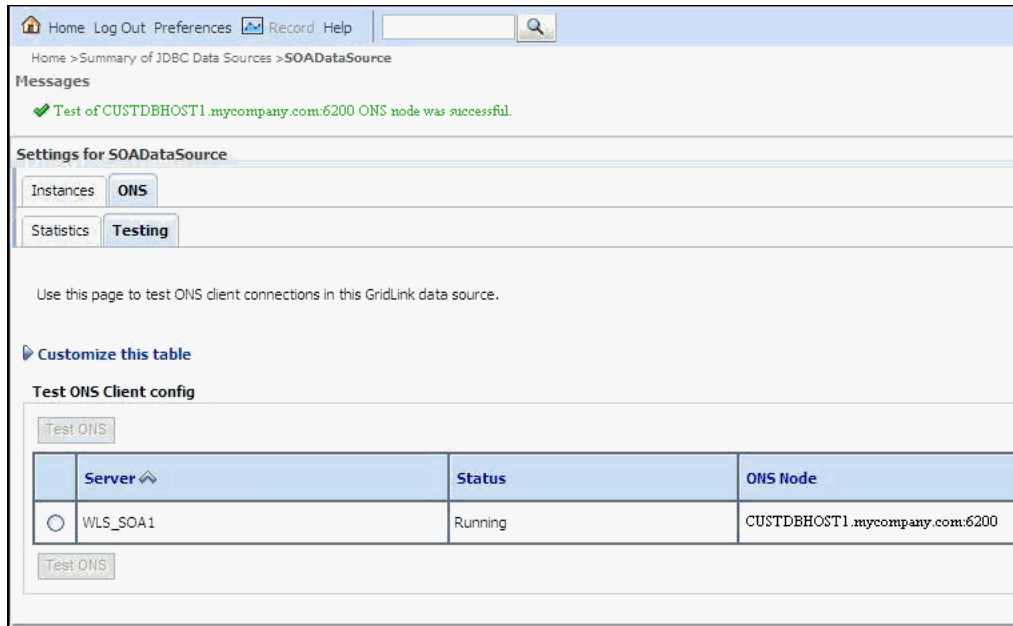 Home Log Out Preferences Record Help
Home >Summary of JDBC Data Sources >SOADataSource
Messages
Test of CUSTDBHOST1.mycompany.com:6200 ONS node was successful.
Settings for SOADataSource
Instances ONS
Statistics Testing
Use this page to test ONS client connections in this GridLink data source.
Customize this table
Test ONS Client config
Test ONS
Server Status ONS Node
WLS_SOA1 Running CUSTDBHOST1.mycompany.com:6200
Test ONS